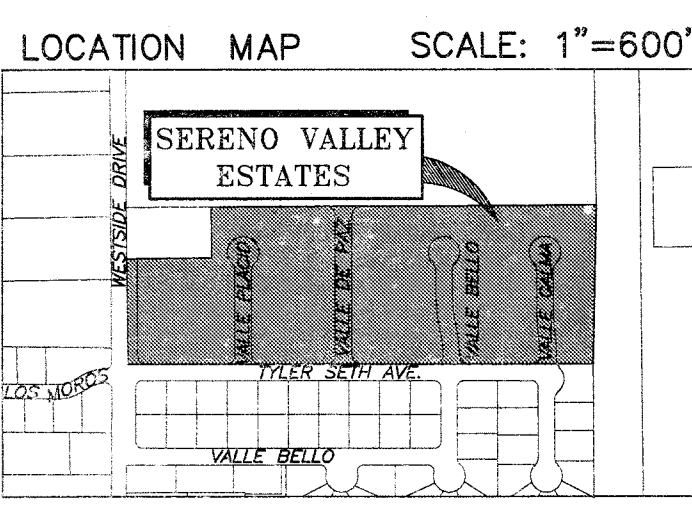 LOCATION MAP SCALE: 1"=600'
SERENO VALLEY
ESTATES
WESTSIDE DRIVE
VALLE PLACID
VALLE DE PAZ
VALLE BELLO
VALLE CALMA
TYLER SETH AVE.
LOS MOROS
VALLE BELLO